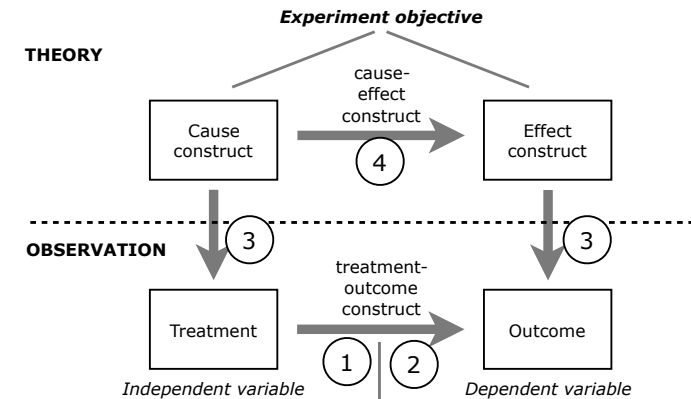 Experiment objective
THEORY
cause-
effect
construct
Cause
construct
Effect
construct
4
3
3
OBSERVATION
treatment-
outcome
construct
Treatment
Outcome
1
2
Independent variable
Dependent variable